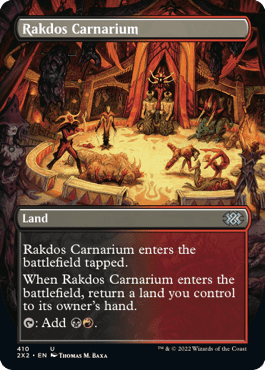 Rakdos Carnarium
Land
Rakdos Carnarium enters the
battlefield tapped.
When Rakdos Carnarium enters the
battlefield, return a land you control
to its owner's hand.
: Add .
410 U
2X2 • EN Thomas M. Baxa
™ & © 2022 Wizards of the Coast